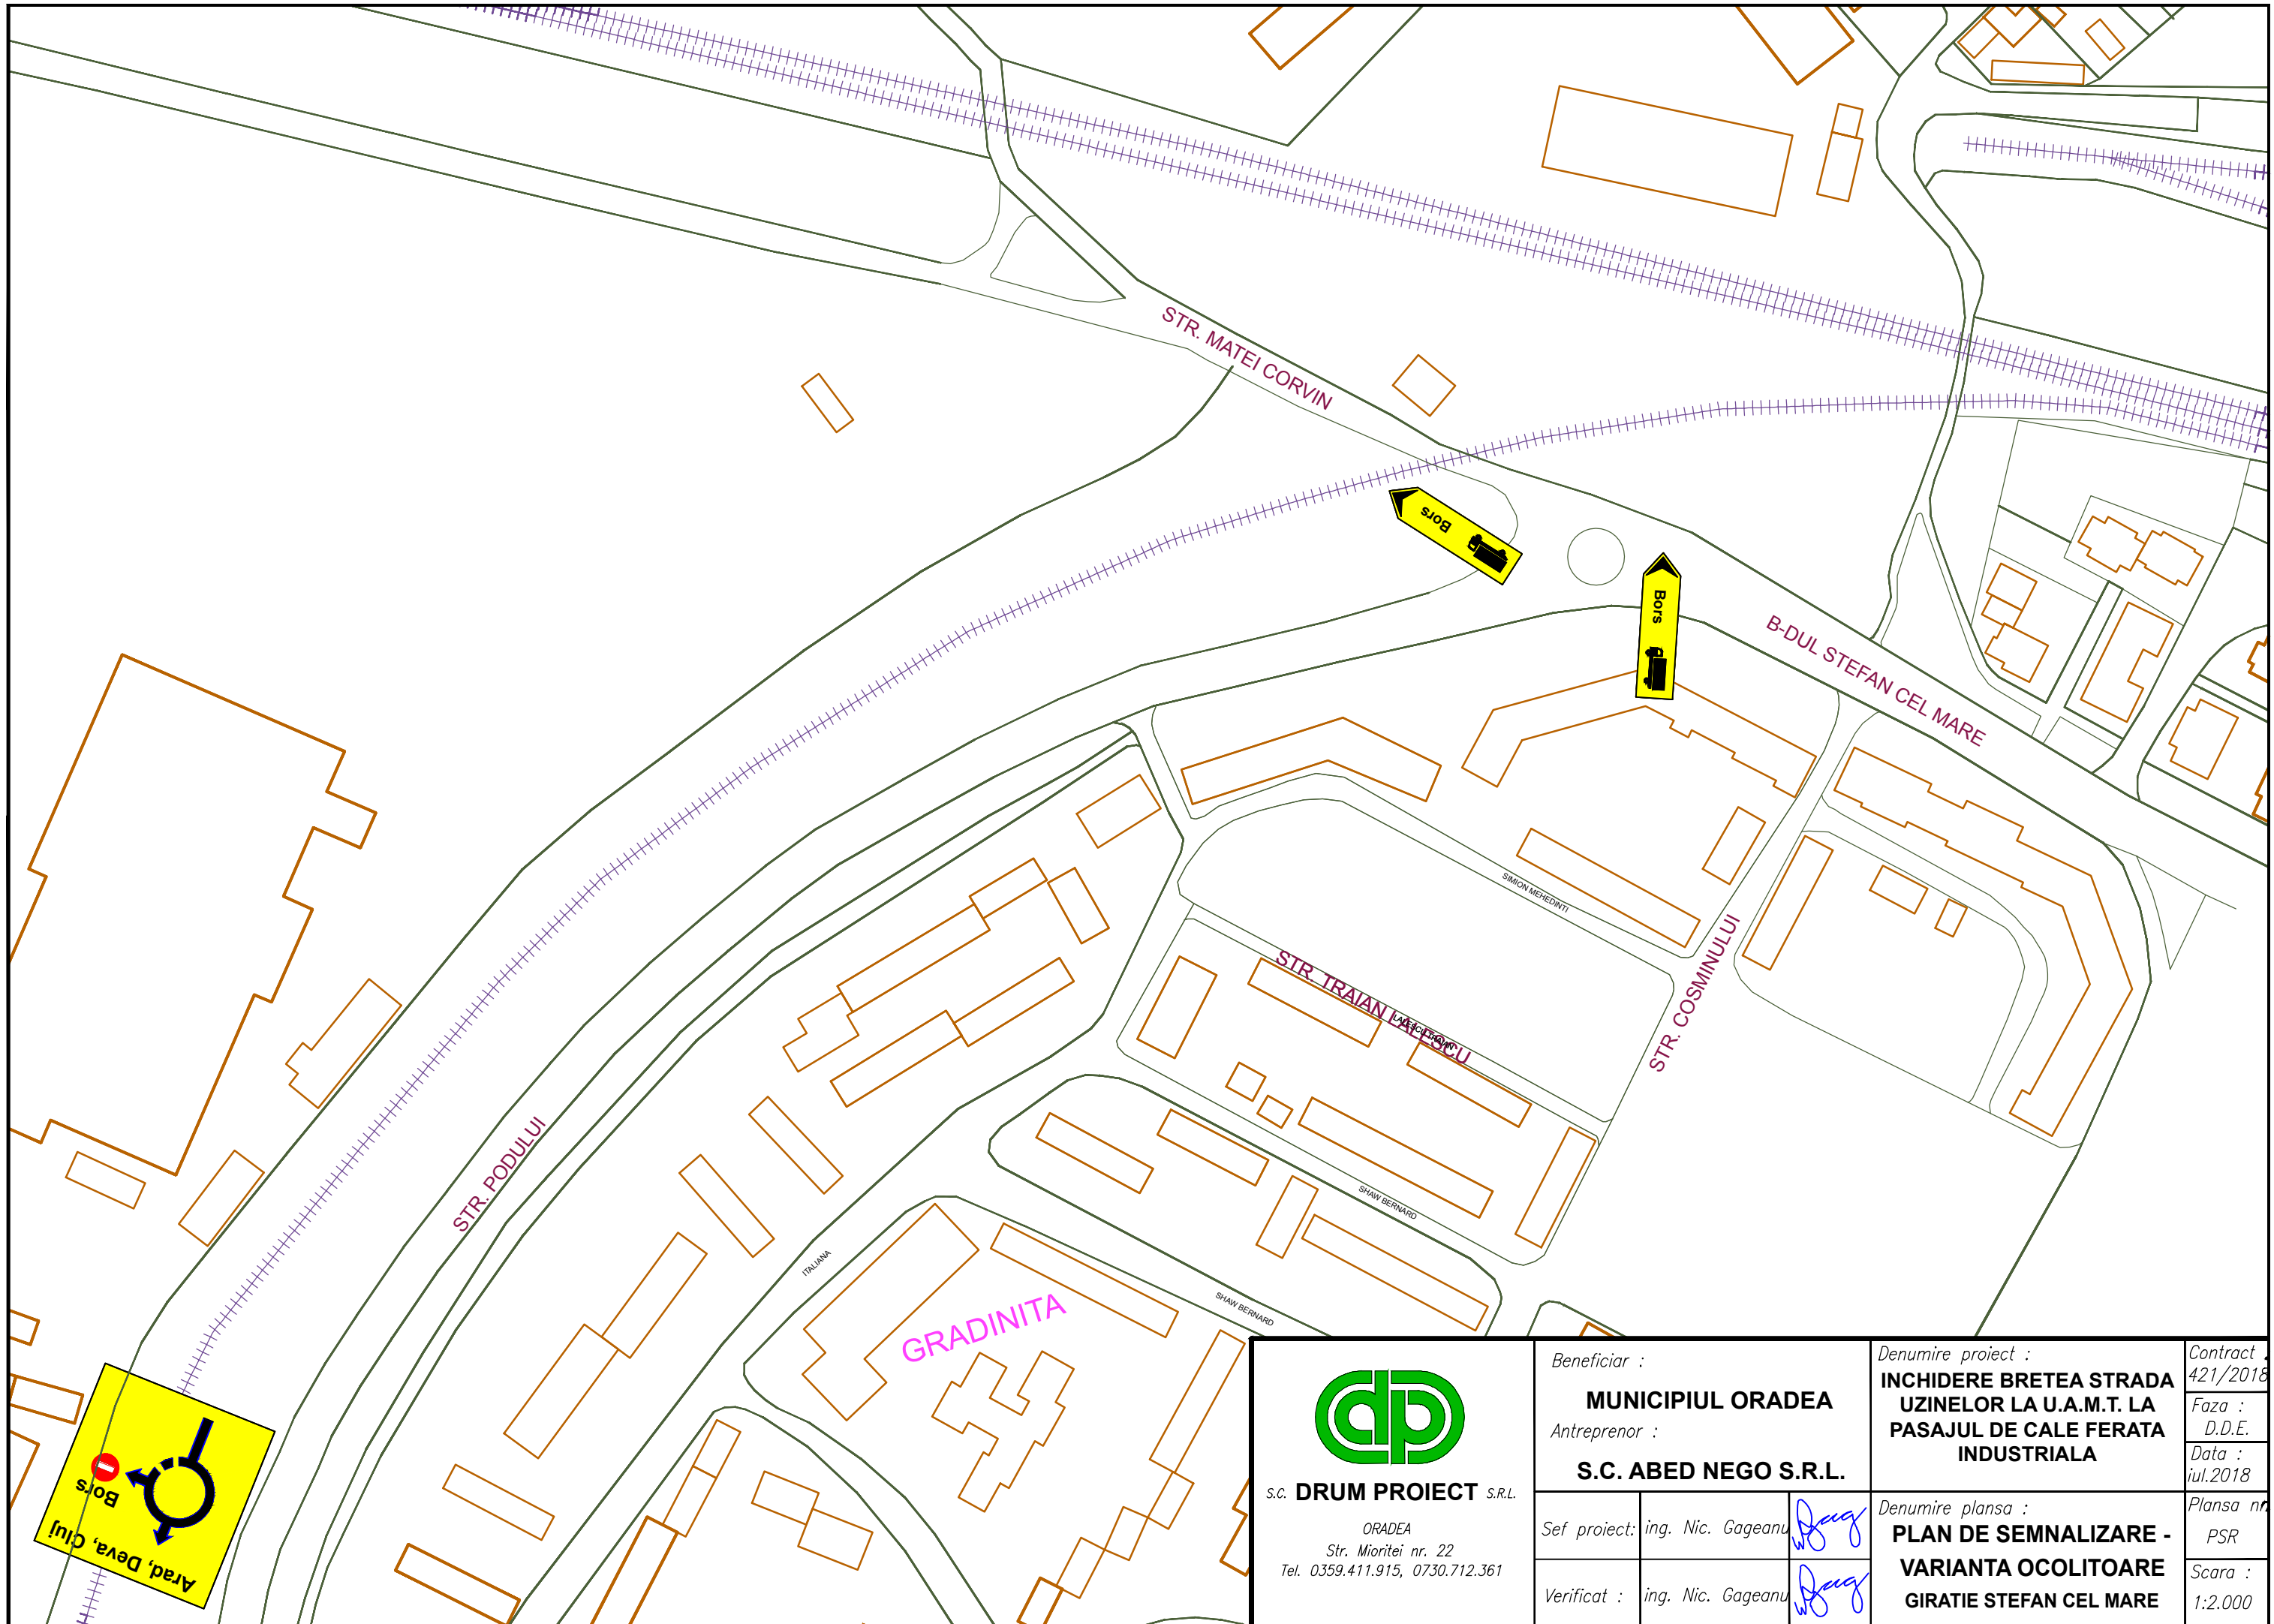 STR. MATEI CORVIN
Bors
Bors
B-DUL STEFAN CEL MARE
SIMION MEHEDINTI
STR. TRAIAN LALESCU
STR. COSMINULUI
STR. PODULUI
SHAW BERNARD
ITALIANA
SHAW BERNARD
GRADINITA
Bors
Arad, Deva, Cluj
dp
S.C. DRUM PROIECT S.R.L.
ORADEA
Str. Mioritei nr. 22
Tel. 0359.411.915, 0730.712.361
Beneficiar :
MUNICIPIUL ORADEA
Antreprenor :
S.C. ABED NEGO S.R.L.
Sef proiect: ing. Nic. Gageanu
Verificat : ing. Nic. Gageanu
Denumire proiect :
INCHIDERE BRETEA STRADA
UZINELOR LA U.A.M.T. LA
PASAJUL DE CALE FERATA
INDUSTRIALA
Denumire plansa :
PLAN DE SEMNALIZARE -
VARIANTA OCOLITOARE
GIRATIE STEFAN CEL MARE
Contract :
421/2018
Faza :
D.D.E.
Data :
iul.2018
Plansa nr.
PSR
Scara :
1:2.000